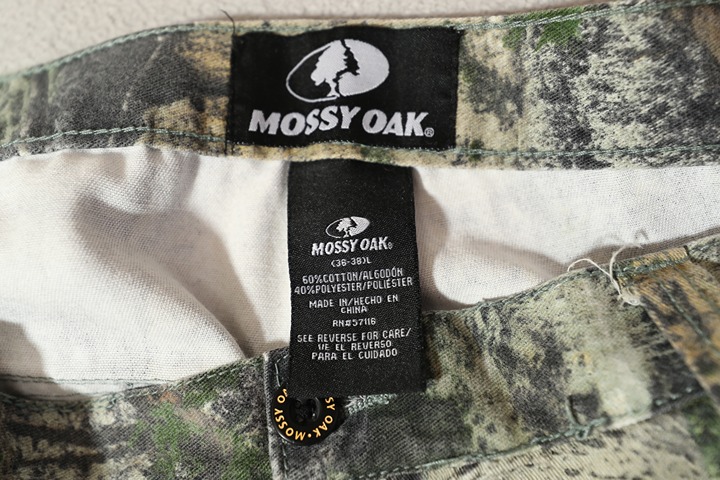 MOSSY OAK®
MOSSY OAK®
(36-38)L
60%COTTON/ALGODÓN
40%POLYESTER/POLIÉSTER
MADE IN/HECHO EN
CHINA
RN#57116
SEE REVERSE FOR CARE/
VE EL REVERSO
PARA EL CUIDADO
SY OAK • MOSSY O